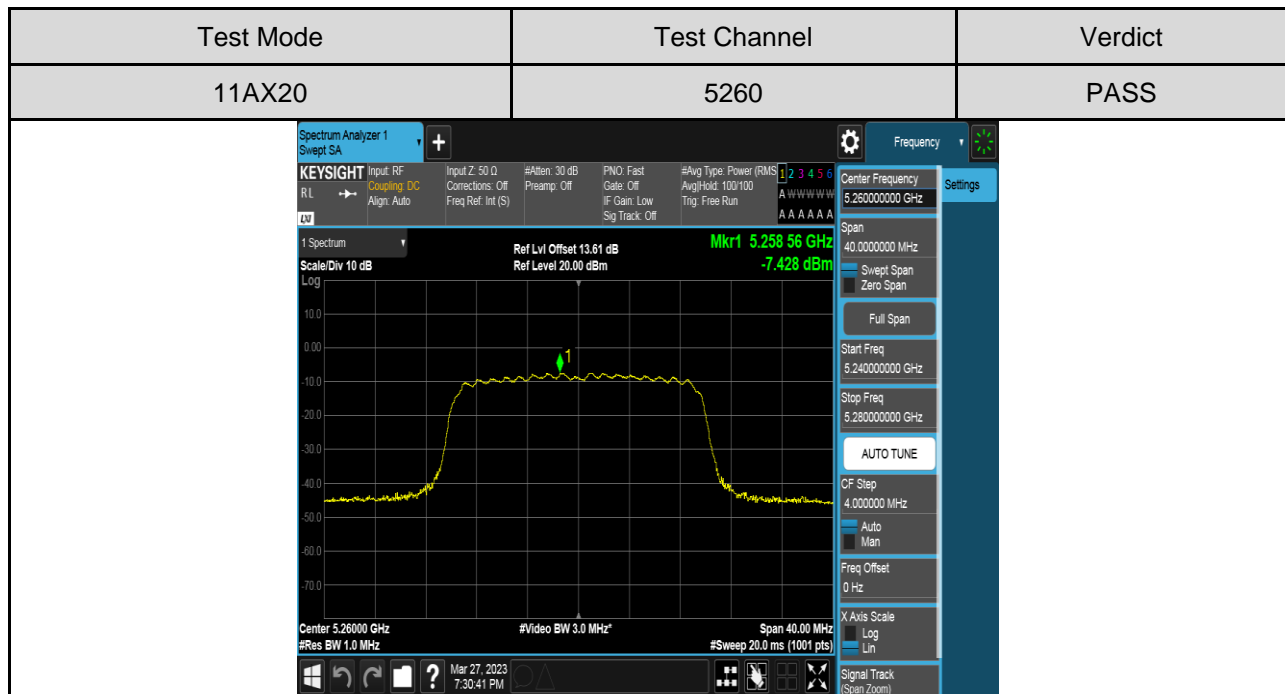 Test Mode Test Channel Verdict
11AX20 5260 PASS
Spectrum Analyzer 1
Swept SA
+
Frequency
KEYSIGHT
RL
LXI
Input: RF
Coupling: DC
Align: Auto
Input Z: 50 Ω
Corrections: Off
Freq Ref: Int (S)
#Atten: 30 dB
Preamp: Off
PNO: Fast
Gate: Off
IF Gain: Low
Sig Track: Off
#Avg Type: Power (RMS
Avg|Hold: 100/100
Trig: Free Run
1 2 3 4 5 6
A W W W W W
A A A A A A
1 Spectrum
Scale/Div 10 dB
Ref Lvl Offset 13.61 dB
Ref Level 20.00 dBm
Mkr1 5.258 56 GHz
-7.428 dBm
Log
10.0
0.00
-10.0
-20.0
-30.0
-40.0
-50.0
-60.0
-70.0
1
Center 5.26000 GHz
#Res BW 1.0 MHz
#Video BW 3.0 MHz*
Span 40.00 MHz
#Sweep 20.0 ms (1001 pts)
?
Mar 27, 2023
7:30:41 PM
Center Frequency
5.260000000 GHz
Span
40.0000000 MHz
Swept Span
Zero Span
Full Span
Start Freq
5.240000000 GHz
Stop Freq
5.280000000 GHz
AUTO TUNE
CF Step
4.000000 MHz
Auto
Man
Freq Offset
0 Hz
X Axis Scale
Log
Lin
Signal Track
(Span Zoom)
Settings